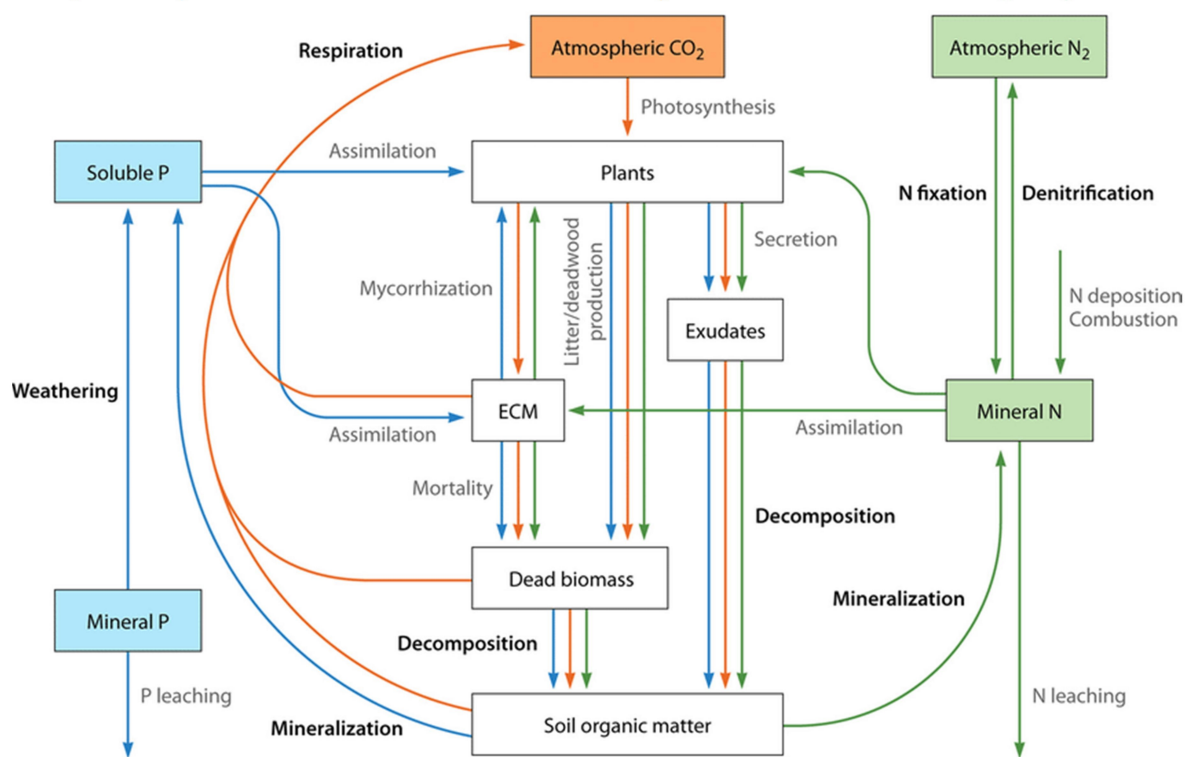 Respiration
Atmospheric CO₂
Atmospheric N₂
Photosynthesis
Soluble P
Assimilation
Plants
N fixation
Denitrification
Mycorrhization
Litter/deadwood
production
Secretion
N deposition
Combustion
Exudates
Weathering
ECM
Mineral N
Assimilation
Assimilation
Mortality
Decomposition
Dead biomass
Mineralization
Mineral P
Decomposition
P leaching
Mineralization
Soil organic matter
N leaching